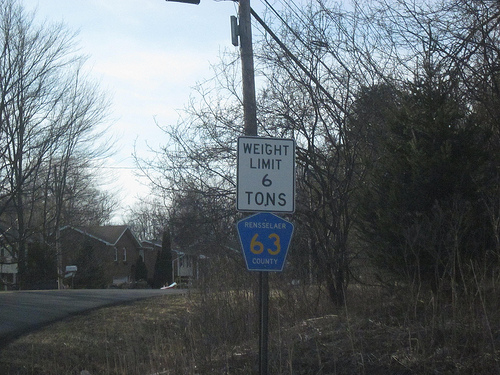 WEIGHT
LIMIT
6
TONS
RENSSELAER
63
COUNTY